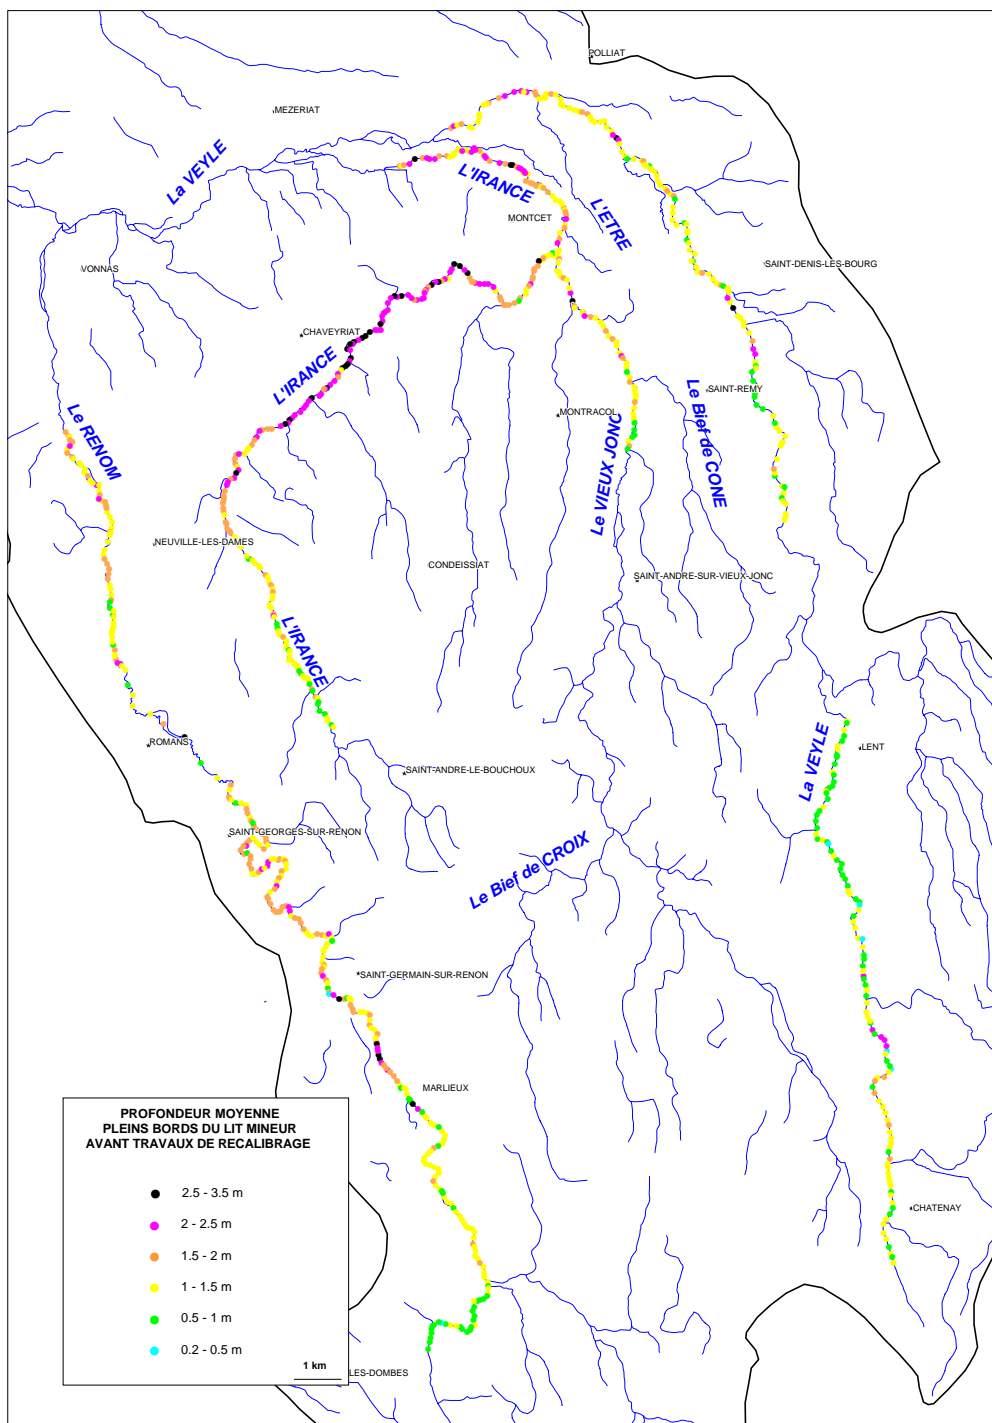 POLLIAT
MEZERIAT
La VEYLE
L'IRANCE
L'ETRE
MONTCET
VONNAS
SAINT-DENIS-LES-BOURG
CHAVEYRIAT
L'IRANCE
SAINT-REMY
Le Bief de CONE
MONTRACOL
Le VIEUX JONC
Le RENOM
NEUVILLE-LES-DAMES
CONDEISSIAT
SAINT-ANDRE-SUR-VIEUX-JONC
L'IRANCE
ROMANS
LENT
La VEYLE
SAINT-ANDRE-LE-BOUCHOUX
SAINT-GEORGES-SUR-RENON
Le Bief de CROIX
SAINT-GERMAIN-SUR-RENON
MARLIEUX
CHATENAY
PROFONDEUR MOYENNE
PLEINS BORDS DU LIT MINEUR
AVANT TRAVAUX DE RECALIBRAGE
2.5 - 3.5 m
2 - 2.5 m
1.5 - 2 m
1 - 1.5 m
0.5 - 1 m
0.2 - 0.5 m
1 km
LES-DOMBES